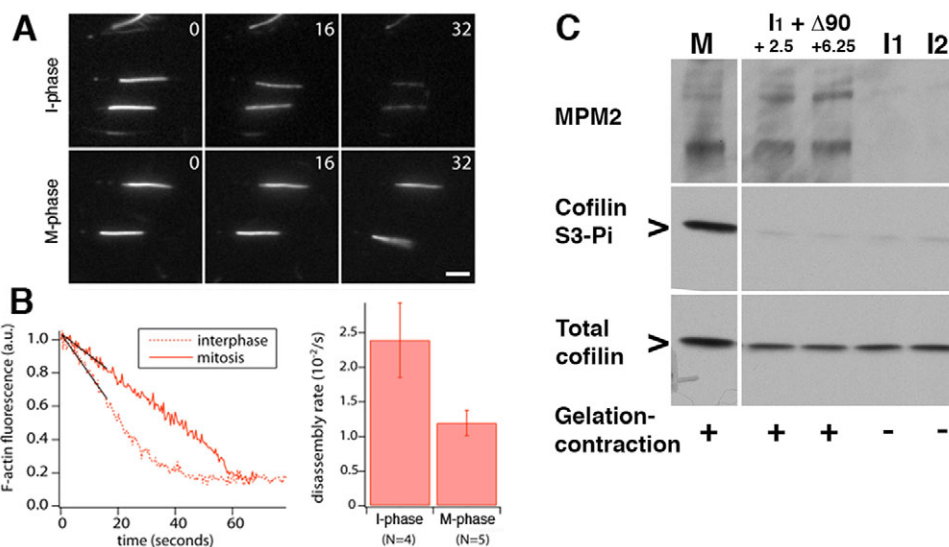 A
0
16
32
I-phase
0
16
32
M-phase
B
F-actin fluorescence (a.u.)
1.0
0.8
0.6
0.4
0.2
0.0
interphase
mitosis
0
20
40
60
time (seconds)
disassembly rate (10⁻²/s)
2.5
2.0
1.5
1.0
0.5
0
I-phase
M-phase
(N=4)
(N=5)
C
I1 + Δ90
M
+ 2.5
+6.25
I1
I2
MPM2
Cofilin
S3-Pi
>
Total
cofilin
>
Gelation-
contraction
+ + + - -